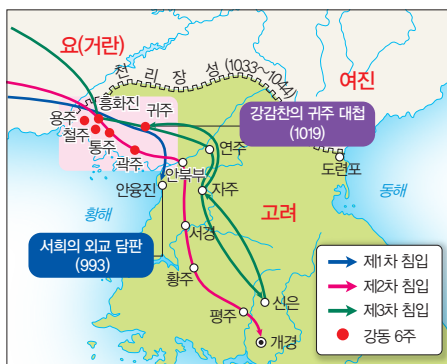 요(거란)
여진
천리장성(1033~1044)
흥화진
용주
철주
통주
귀주
곽주
강감찬의 귀주 대첩
(1019)
연주
안북부
도련포
안융진
자주
황해
동해
고려
서희의 외교 담판
(993)
서경
황주
평주
신은
개경
제1차 침입
제2차 침입
제3차 침입
강동 6주